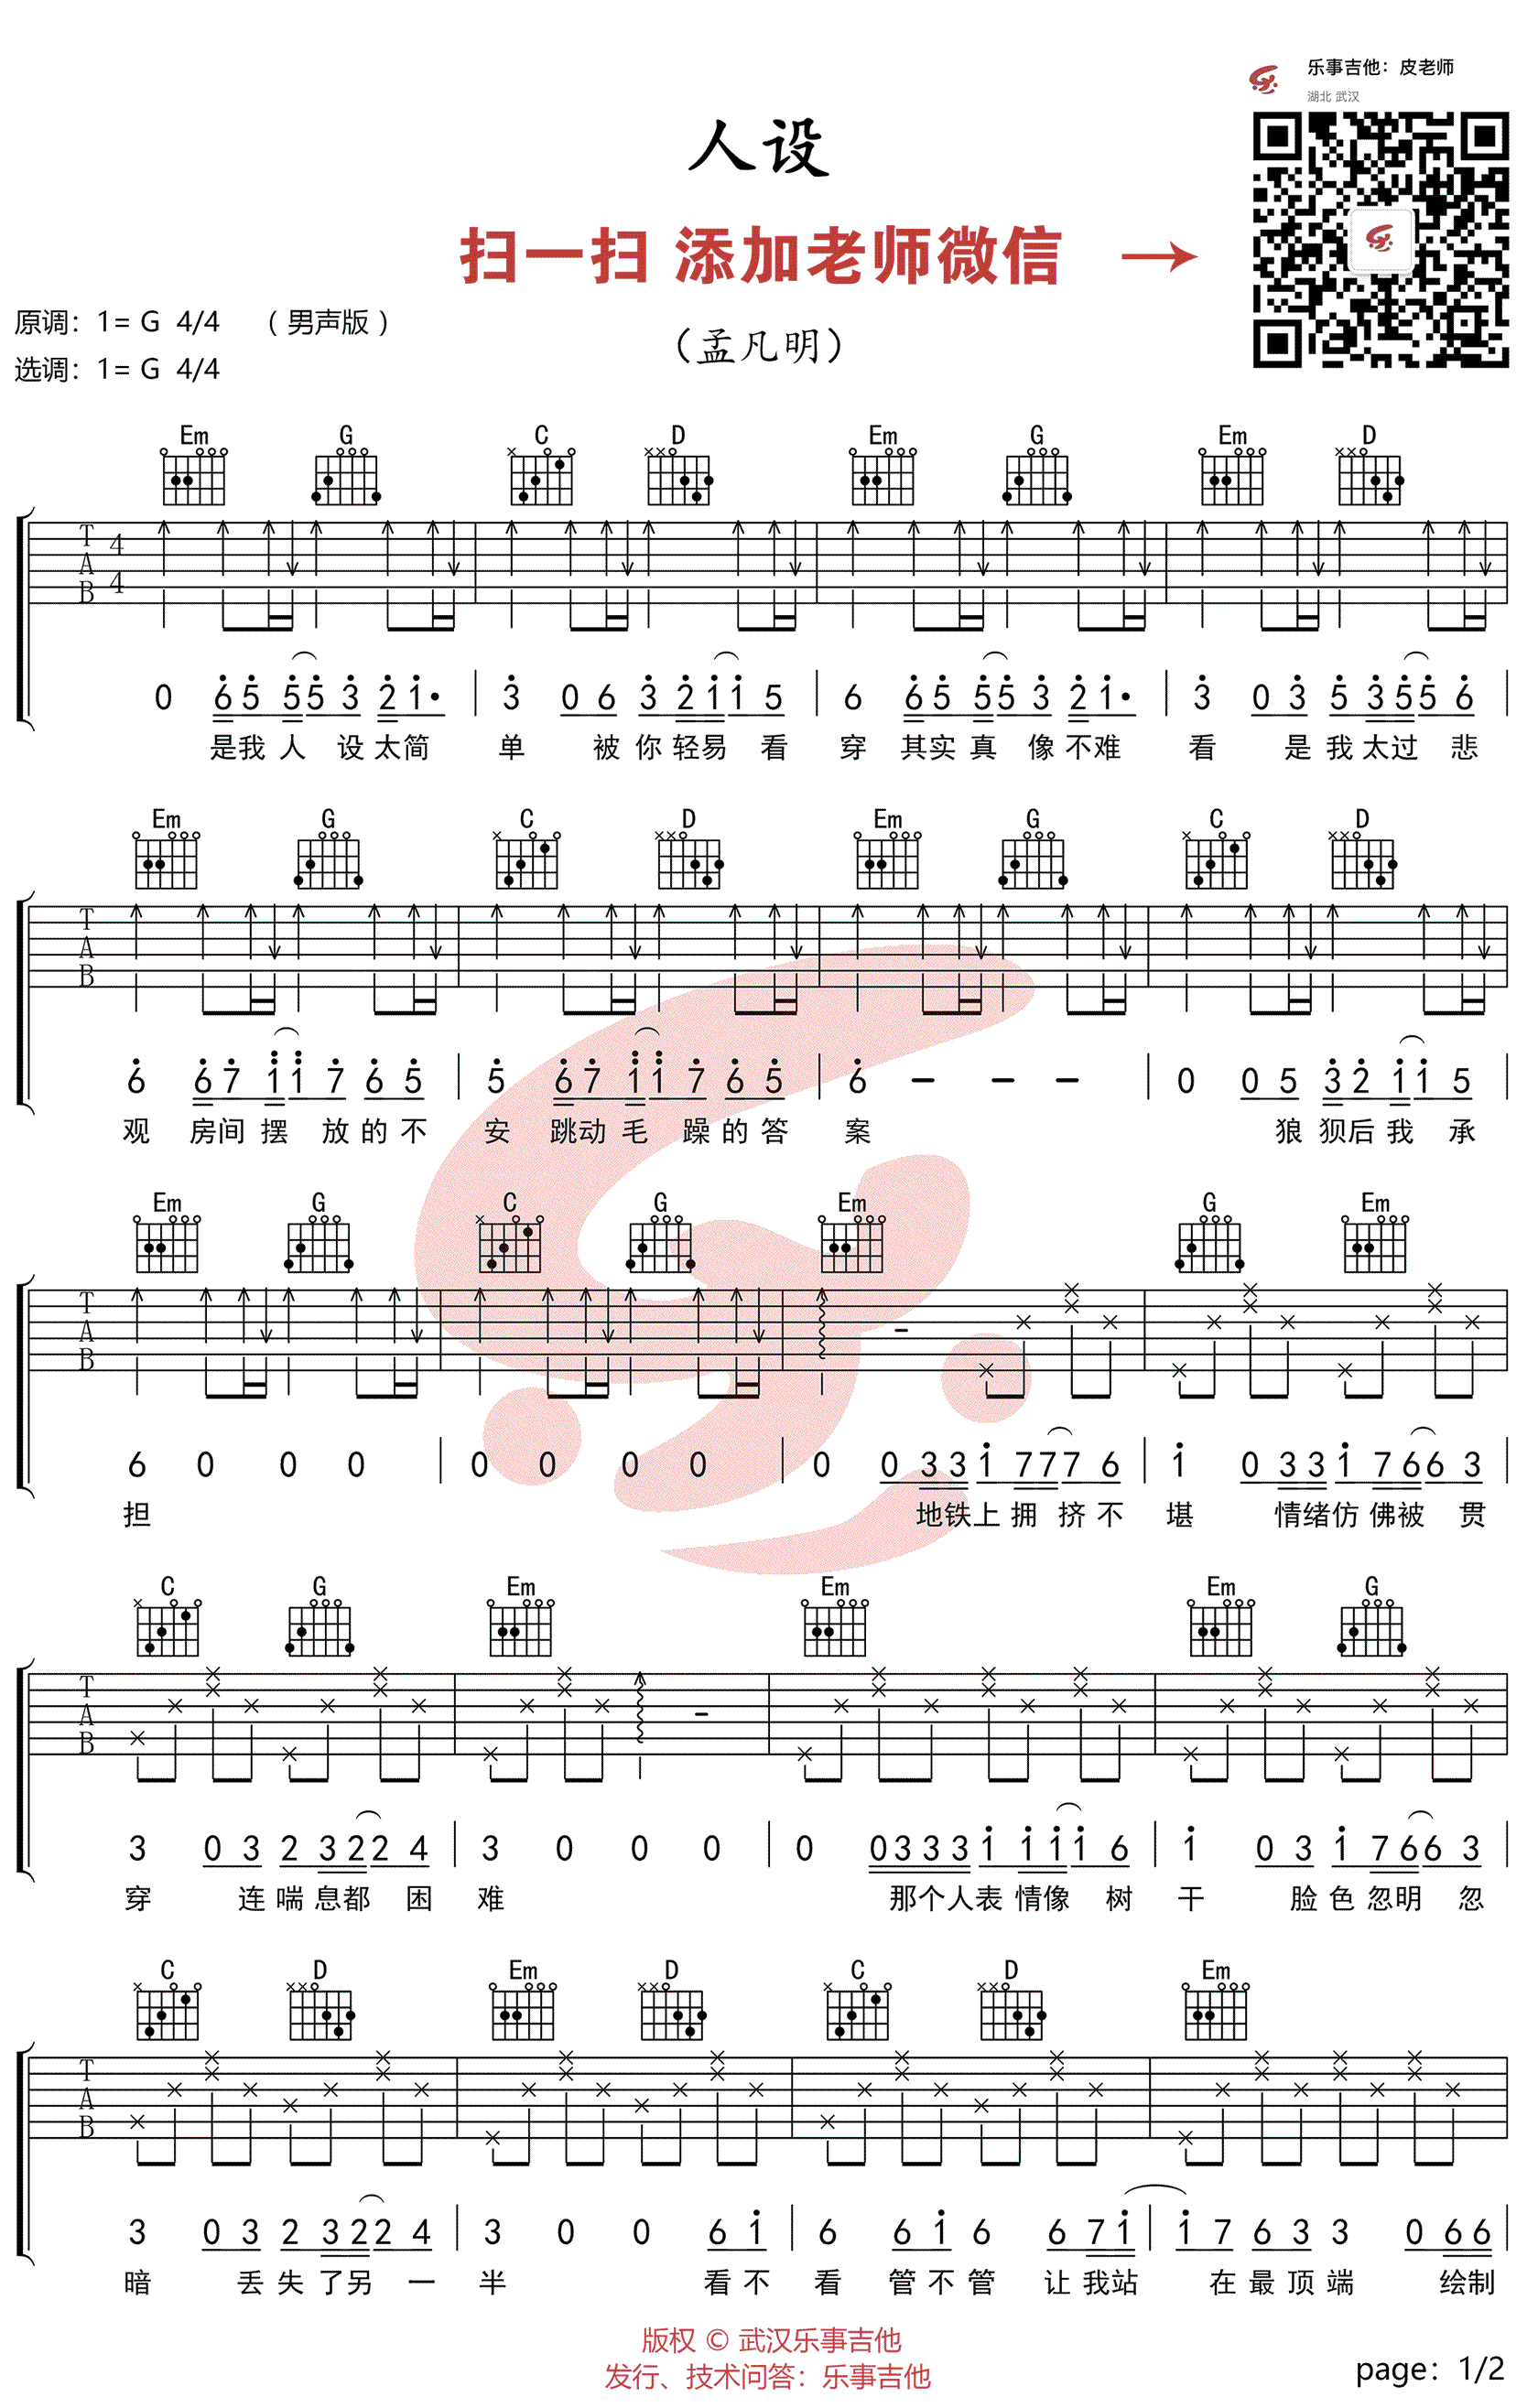 乐事吉他：皮老师
湖北 武汉
人设
扫一扫 添加老师微信 →
原调：1= G 4/4 （男声版）
（孟凡明）
选调：1= G 4/4
Em G C D Em G Em D
T A B 4 4
0 6 5 5 5 3 2 1· | 3 0 6 3 2 1 1 5 | 6 6 5 5 5 3 2 1· | 3 0 3 5 3 5 5 6 |
是我 人 设 太简 单 被 你 轻易 看 穿 其实 真 像 不难 看 是 我 太过 悲
Em G C D Em G C D
T A B
6 6 7 1 1 7 6 5 | 5 6 7 1 1 7 6 5 | 6 – – – | 0 0 5 3 2 1 1 5 |
观 房间 摆 放 的 不 安 跳动 毛 躁 的 答 案 狼 狈后 我 承
Em G C G Em G Em
T A B
6 0 0 0 | 0 0 0 0 | 0 0 3 3 1 7 7 7 6 | 1 0 3 3 1 7 6 6 3 |
担 地铁上 拥 挤 不 堪 情绪仿 佛被 贯
C G Em Em Em G
T A B
3 0 3 2 3 2 2 4 | 3 0 0 0 | 0 0 3 3 3 1 1 1 1 6 | 1 0 3 1 7 6 6 3 |
穿 连 喘 息都 困 难 那个人表 情像 树 干 脸 色 忽明 忽
C D Em D C D Em
T A B
3 0 3 2 3 2 2 4 | 3 0 0 6 1 | 6 6 1 6 6 7 1 | 1 7 6 3 3 0 6 6 |
暗 丢 失 了另 一 半 看 不 看 管 不 管 让 我站 在 最 顶 端 绘制
版权 © 武汉乐事吉他
发行、技术问答：乐事吉他
page：1/2